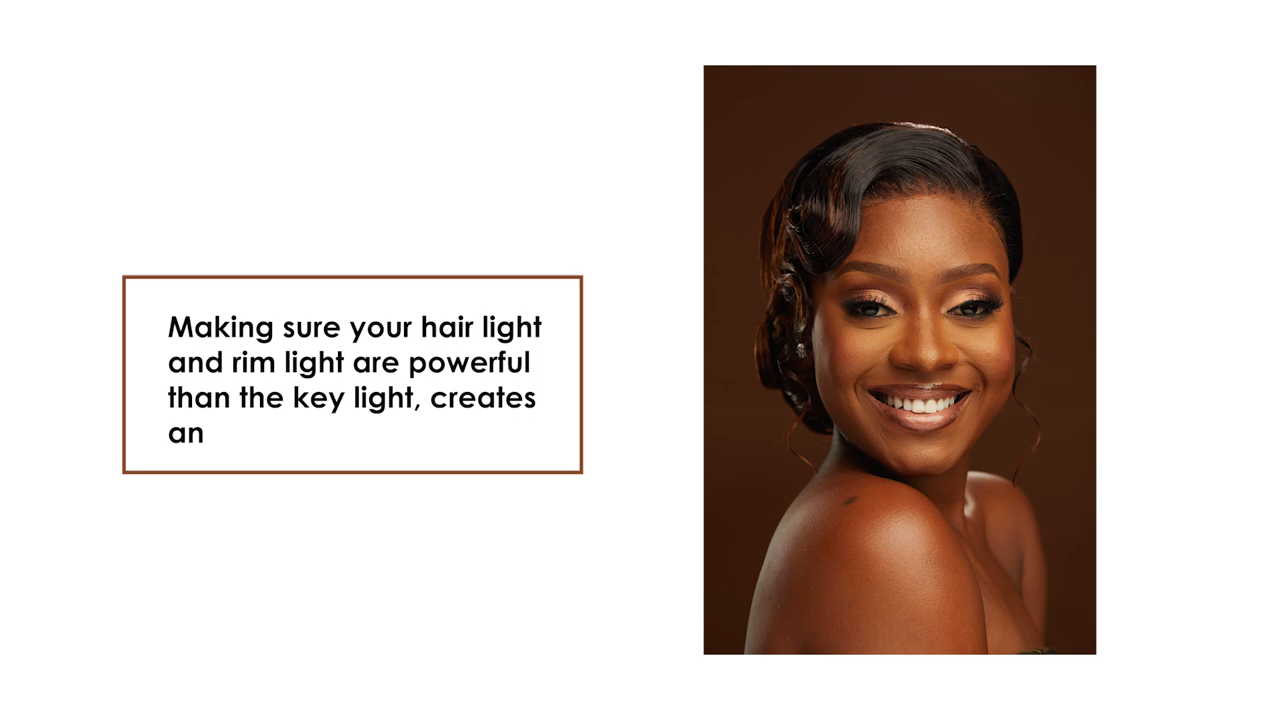 Making sure your hair light
and rim light are powerful
than the key light, creates
an